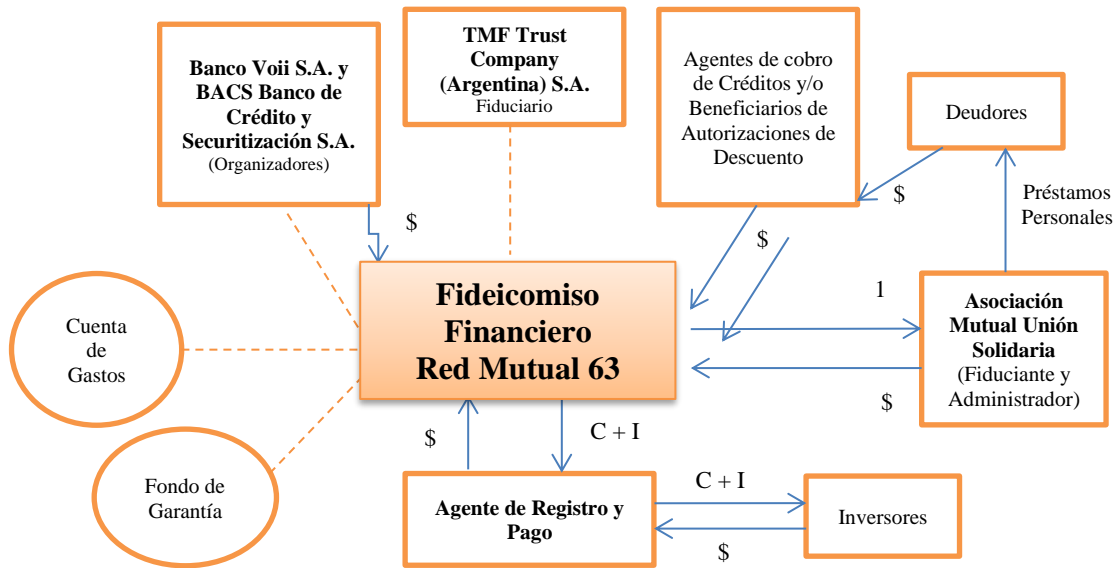 Banco Voii S.A. y
BACS Banco de
Crédito y
Securitización S.A.
(Organizadores)
TMF Trust
Company
(Argentina) S.A.
Fiduciario
Agentes de cobro
de Créditos y/o
Beneficiarios de
Autorizaciones de
Descuento
Deudores
$
Préstamos
Personales
$
$
Fideicomiso
Financiero
Red Mutual 63
1
Asociación
Mutual Unión
Solidaria
(Fiduciante y
Administrador)
$
Cuenta
de
Gastos
$
C + I
Fondo de
Garantía
Agente de Registro y
Pago
C + I
$
Inversores